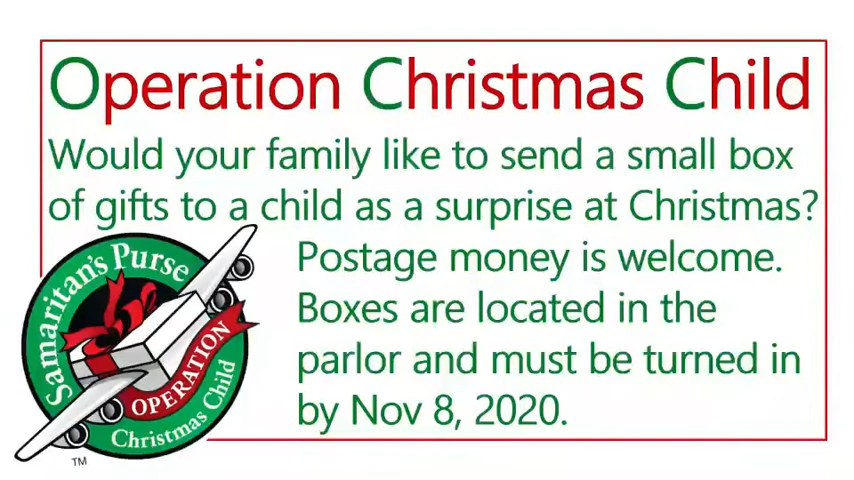 Operation Christmas Child
Would your family like to send a small box
of gifts to a child as a surprise at Christmas?
Postage money is welcome.
Boxes are located in the
parlor and must be turned in
by Nov 8, 2020.
Samaritan's Purse
OPERATION
Christmas Child
TM